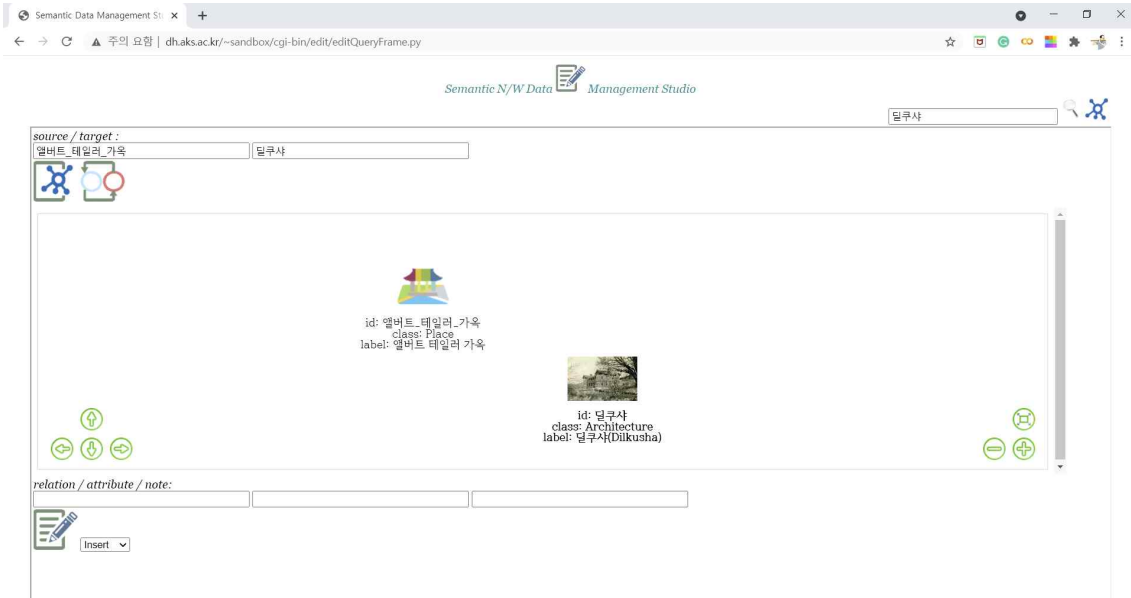 Semantic Data Management St
주의 요함 | dh.aks.ac.kr/~sandbox/cgi-bin/edit/editQueryFrame.py
Semantic N/W Data Management Studio
딜쿠샤
source / target :
앨버트_테일러_가옥 딜쿠샤
id: 앨버트_테일러_가옥
class: Place
label: 앨버트 테일러 가옥
id: 딜쿠샤
class: Architecture
label: 딜쿠샤(Dilkusha)
relation / attribute / note:
Insert